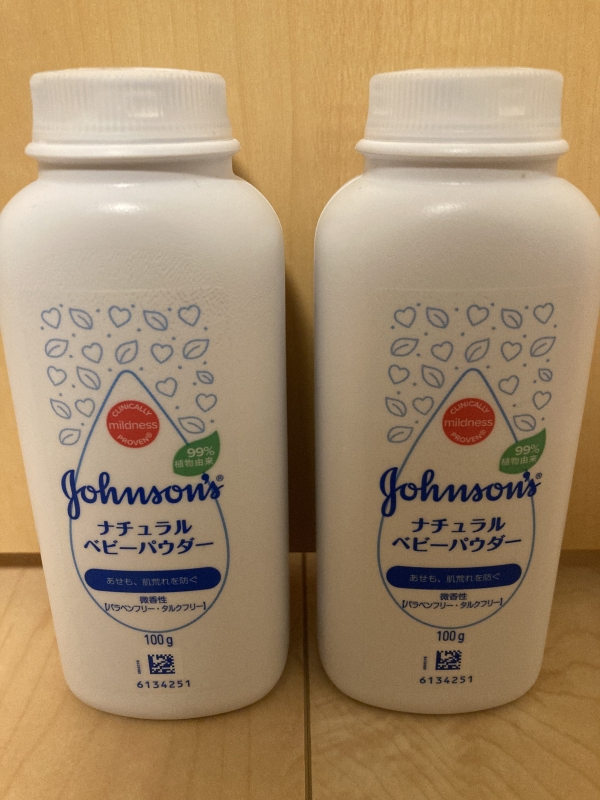 CLINICALLY
mildness
PROVEN®
99%
植物由来
Johnson's®
ナチュラル
ベビーパウダー
あせも、肌荒れを防ぐ
微香性
【パラベンフリー・タルクフリー】
100g
6134251
CLINICALLY
mildness
PROVEN®
99%
植物由来
Johnson's®
ナチュラル
ベビーパウダー
あせも、肌荒れを防ぐ
微香性
【パラベンフリー・タルクフリー】
100g
6134251